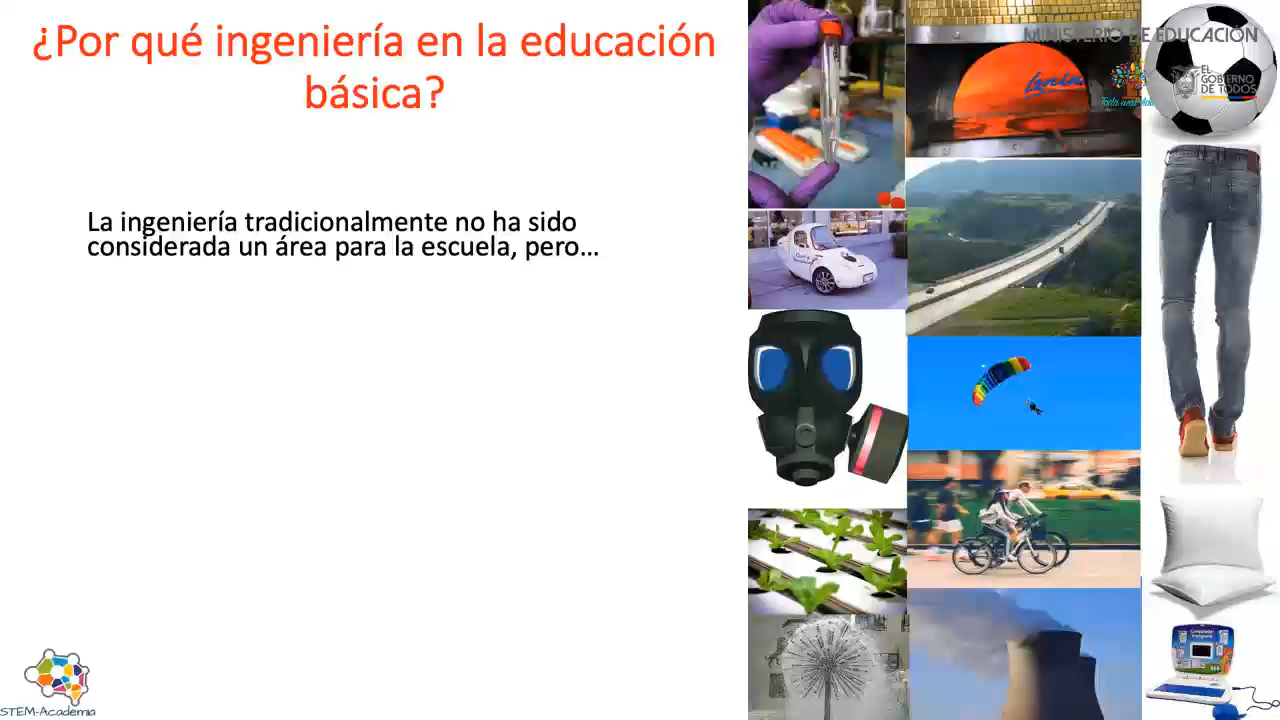 ¿Por qué ingeniería en la educación
básica?
MINISTERIO DE EDUCACIÓN
Lenín
EL
GOBIERNO
DE TODOS
La ingeniería tradicionalmente no ha sido
considerada un área para la escuela, pero...
STEM-Academia